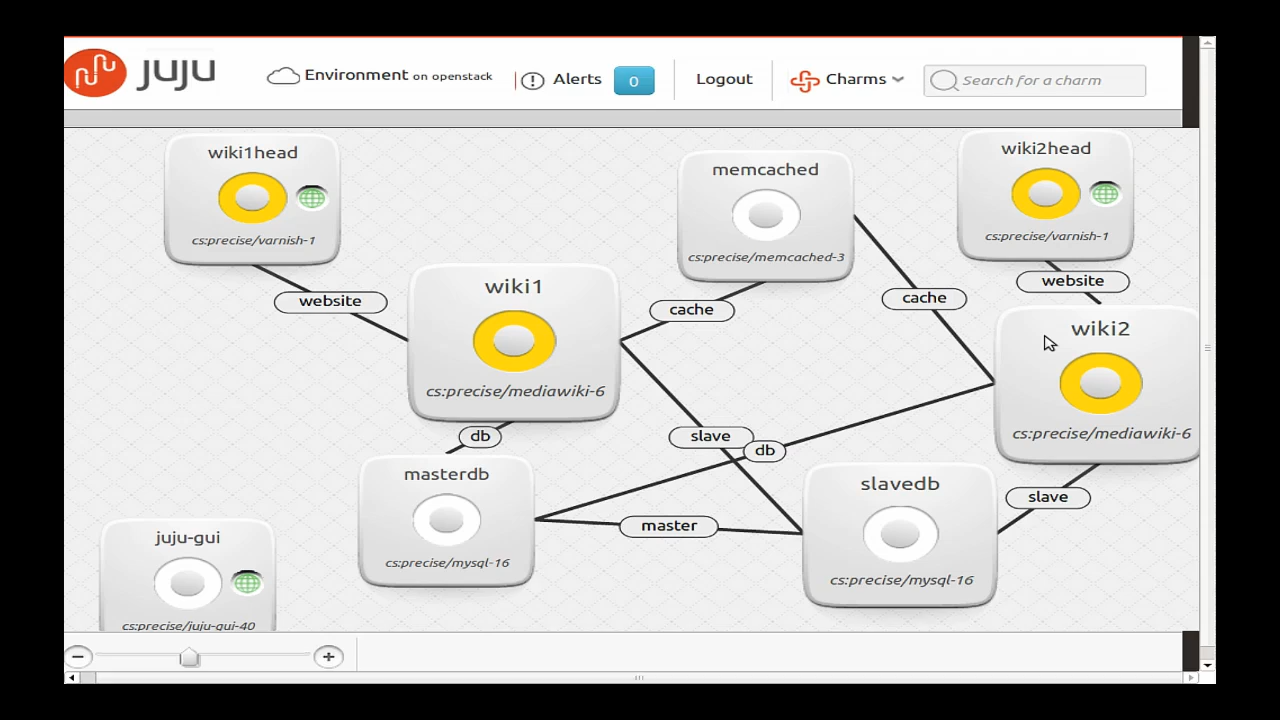 juju
Environment on openstack
Alerts
0
Logout
Charms
Search for a charm
wiki1head
cs:precise/varnish-1
memcached
cs:precise/memcached-3
wiki2head
cs:precise/varnish-1
website
wiki1
cs:precise/mediawiki-6
cache
cache
website
wiki2
cs:precise/mediawiki-6
db
slave
db
masterdb
cs:precise/mysql-16
master
slavedb
cs:precise/mysql-16
slave
juju-gui
cs:precise/juju-gui-40